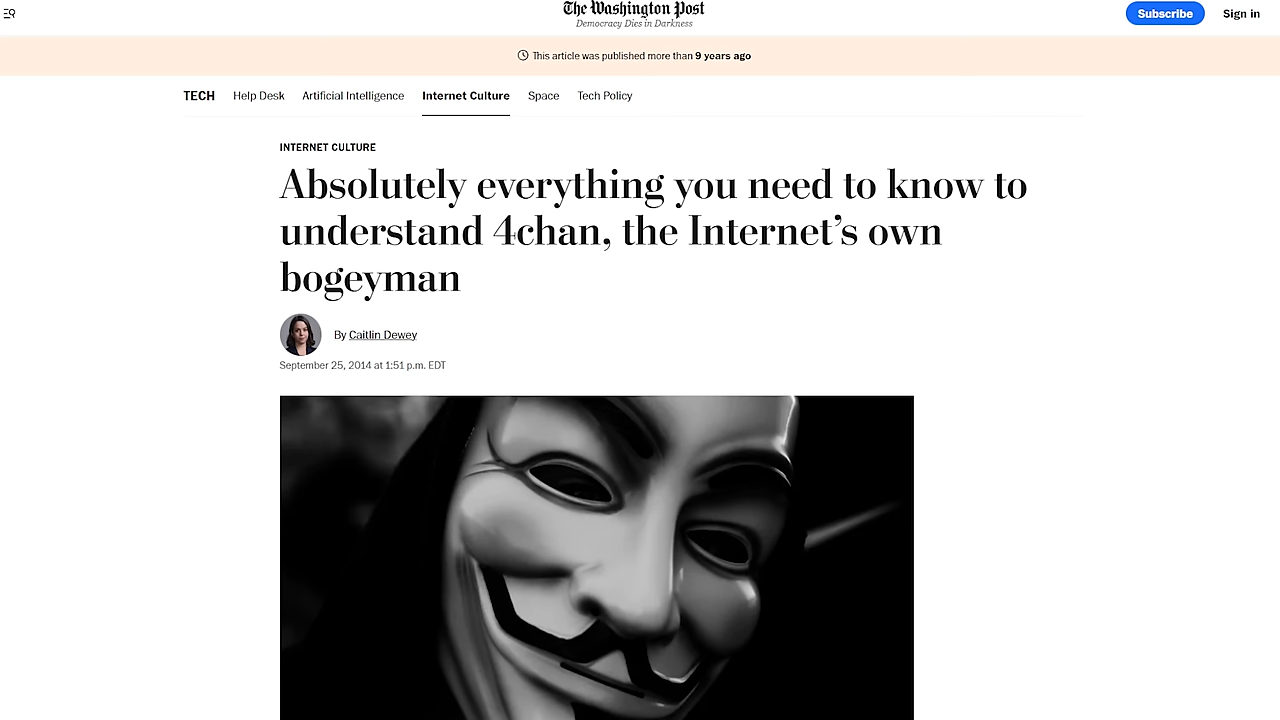 The Washington Post
Democracy Dies in Darkness
Subscribe
Sign in
This article was published more than 9 years ago
TECH
Help Desk
Artificial Intelligence
Internet Culture
Space
Tech Policy
INTERNET CULTURE
Absolutely everything you need to know to
understand 4chan, the Internet’s own
bogeyman
By Caitlin Dewey
September 25, 2014 at 1:51 p.m. EDT